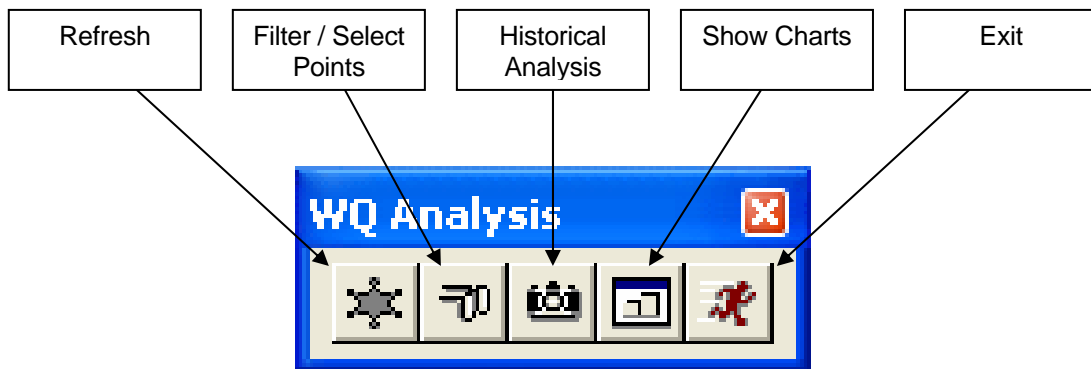 Refresh
Filter / Select
Points
Historical
Analysis
Show Charts
Exit
WQ Analysis